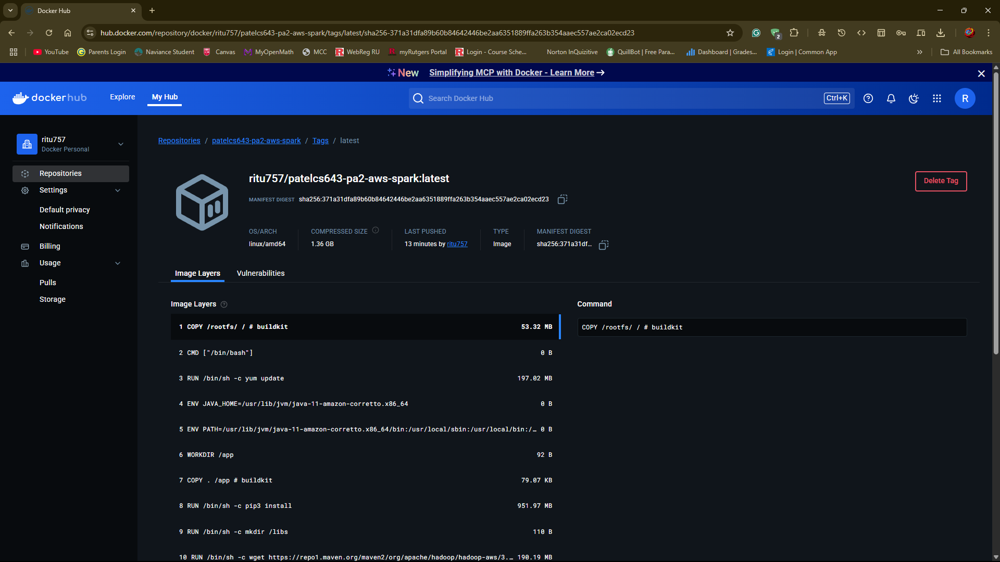 Docker Hub
hub.docker.com/repository/docker/ritu757/patelcs643-pa2-aws-spark/tags/latest/sha256-371a31dfa89b60b84642446be2aa6351889ffa263b354aaec557ae2ca02ecd23
2
YouTube Parents Login Naviance Student Canvas MyOpenMath MCC WebReg RU myRutgers Portal Login - Course Sche... Norton InQuizitive QuillBot | Free Para... Dashboard | Grades... Login | Common App » All Bookmarks
New Simplifying MCP with Docker - Learn More →
dockerhub Explore My Hub Search Docker Hub Ctrl+K R
ritu757
Docker Personal
Repositories
Settings
Default privacy
Notifications
Billing
Usage
Pulls
Storage
Repositories / patelcs643-pa2-aws-spark / Tags / latest
ritu757/patelcs643-pa2-aws-spark:latest
Delete Tag
MANIFEST DIGEST sha256:371a31dfa89b60b84642446be2aa6351889ffa263b354aaec557ae2ca02ecd23
OS/ARCH COMPRESSED SIZE LAST PUSHED TYPE MANIFEST DIGEST
linux/amd64 1.36 GB 13 minutes by ritu757 Image sha256:371a31df...
Image Layers Vulnerabilities
Image Layers
Command
1 COPY /rootfs/ / # buildkit 53.32 MB
COPY /rootfs/ / # buildkit
2 CMD ["/bin/bash"] 0 B
3 RUN /bin/sh -c yum update 197.02 MB
4 ENV JAVA_HOME=/usr/lib/jvm/java-11-amazon-corretto.x86_64 0 B
5 ENV PATH=/usr/lib/jvm/java-11-amazon-corretto.x86_64/bin:/usr/local/sbin:/usr/local/bin:/... 0 B
6 WORKDIR /app 92 B
7 COPY . /app # buildkit 79.07 KB
8 RUN /bin/sh -c pip3 install 951.97 MB
9 RUN /bin/sh -c mkdir /libs 110 B
10 RUN /bin/sh -c wget https://repo1.maven.org/maven2/org/apache/hadoop/hadoop-aws/3.... 190.19 MB